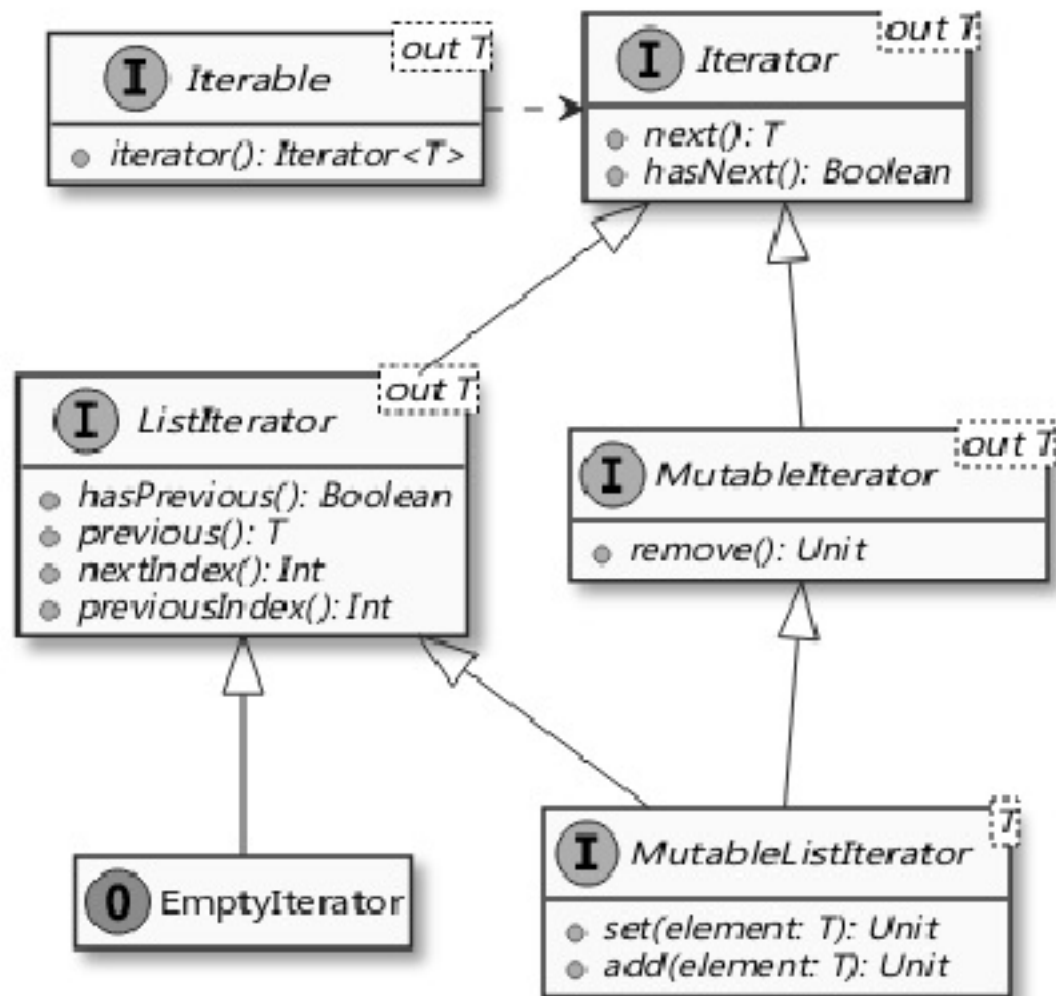 out T
I Iterable
iterator(): Iterator<T>
out T
I Iterator
next(): T
hasNext(): Boolean
out T
I ListIterator
hasPrevious(): Boolean
previous(): T
nextIndex(): Int
previousIndex(): Int
out T
I MutableIterator
remove(): Unit
O EmptyIterator
T
I MutableListIterator
set(element: T): Unit
add(element: T): Unit